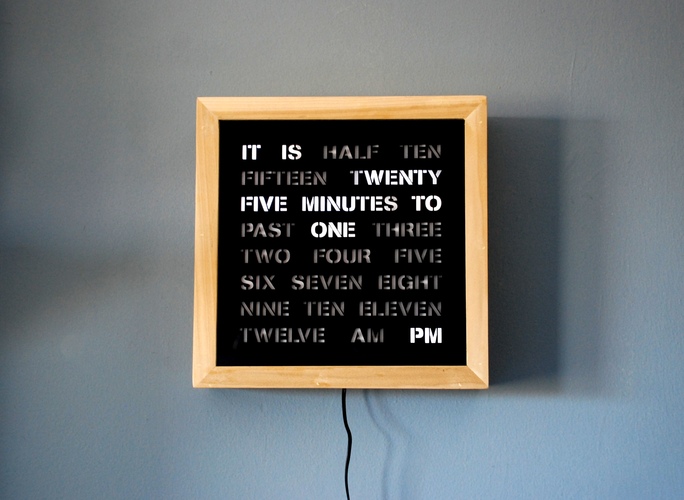 IT IS HALF TEN
FIFTEEN TWENTY
FIVE MINUTES TO
PAST ONE THREE
TWO FOUR FIVE
SIX SEVEN EIGHT
NINE TEN ELEVEN
TWELVE AM PM